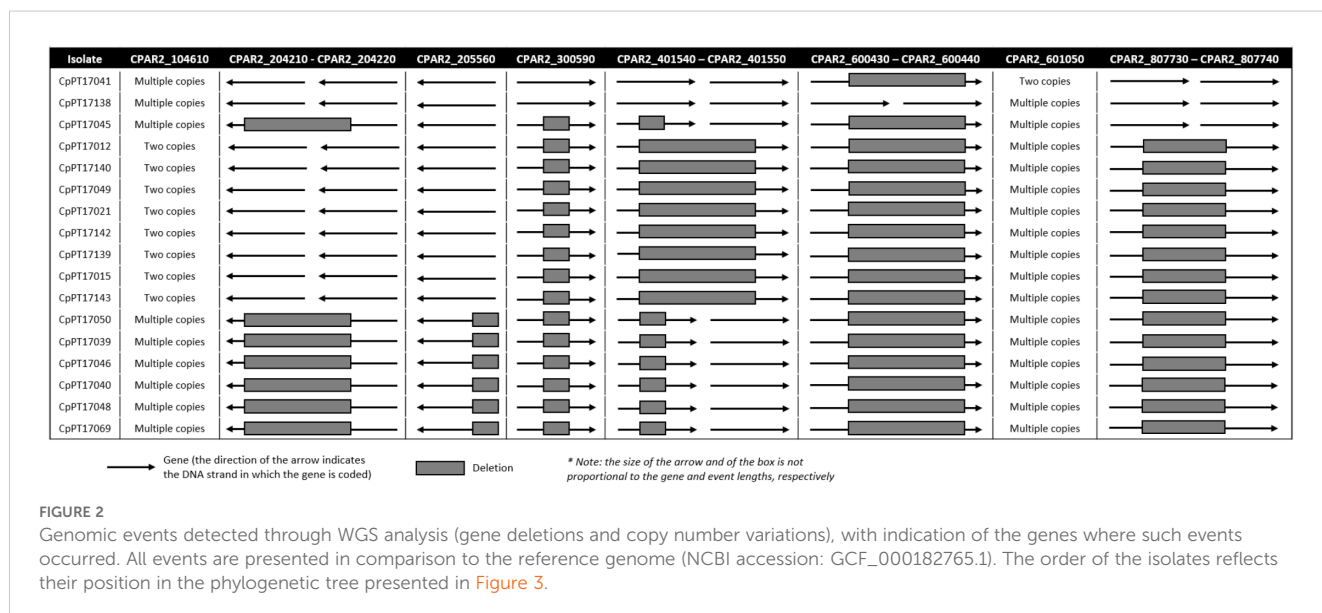 Isolate CPAR2_104610 CPAR2_204210 - CPAR2_204220 CPAR2_205560 CPAR2_300590 CPAR2_401540 – CPAR2_401550 CPAR2_600430 – CPAR2_600440 CPAR2_601050 CPAR2_807730 – CPAR2_807740
CpPT17041 Multiple copies Two copies
CpPT17138 Multiple copies Multiple copies
CpPT17045 Multiple copies Multiple copies
CpPT17012 Two copies Multiple copies
CpPT17140 Two copies Multiple copies
CpPT17049 Two copies Multiple copies
CpPT17021 Two copies Multiple copies
CpPT17142 Two copies Multiple copies
CpPT17139 Two copies Multiple copies
CpPT17015 Two copies Multiple copies
CpPT17143 Two copies Multiple copies
CpPT17050 Multiple copies Multiple copies
CpPT17039 Multiple copies Multiple copies
CpPT17046 Multiple copies Multiple copies
CpPT17040 Multiple copies Multiple copies
CpPT17048 Multiple copies Multiple copies
CpPT17069 Multiple copies Multiple copies
Gene (the direction of the arrow indicates
the DNA strand in which the gene is coded)
Deletion
* Note: the size of the arrow and of the box is not
proportional to the gene and event lengths, respectively
FIGURE 2
Genomic events detected through WGS analysis (gene deletions and copy number variations), with indication of the genes where such events
occurred. All events are presented in comparison to the reference genome (NCBI accession: GCF_000182765.1). The order of the isolates reflects
their position in the phylogenetic tree presented in Figure 3.